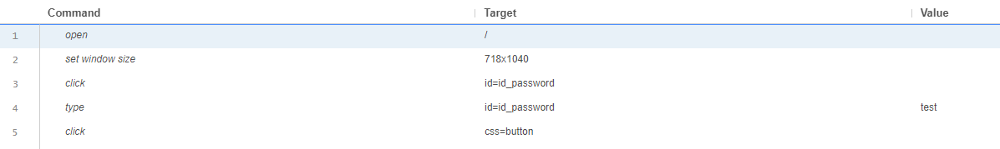 Command Target Value
1 open /
2 set window size 718x1040
3 click id=id_password
4 type id=id_password test
5 click css=button